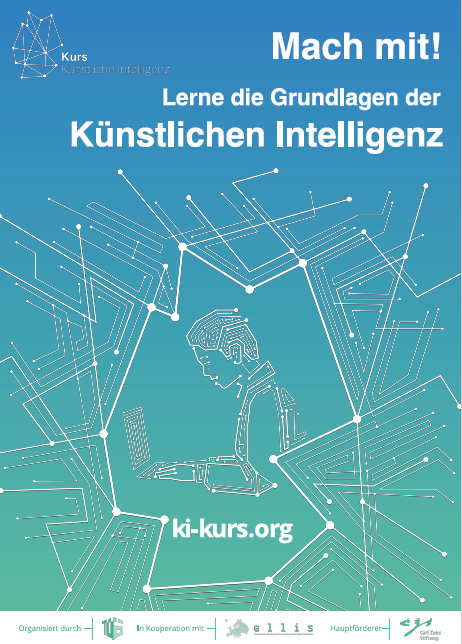 Kurs
Künstliche Intelligenz
Mach mit!
Lerne die Grundlagen der
Künstlichen Intelligenz
ki-kurs.org
Organisiert durch
In Kooperation mit
ellis
Hauptförderer
Carl Zeiss
Stiftung